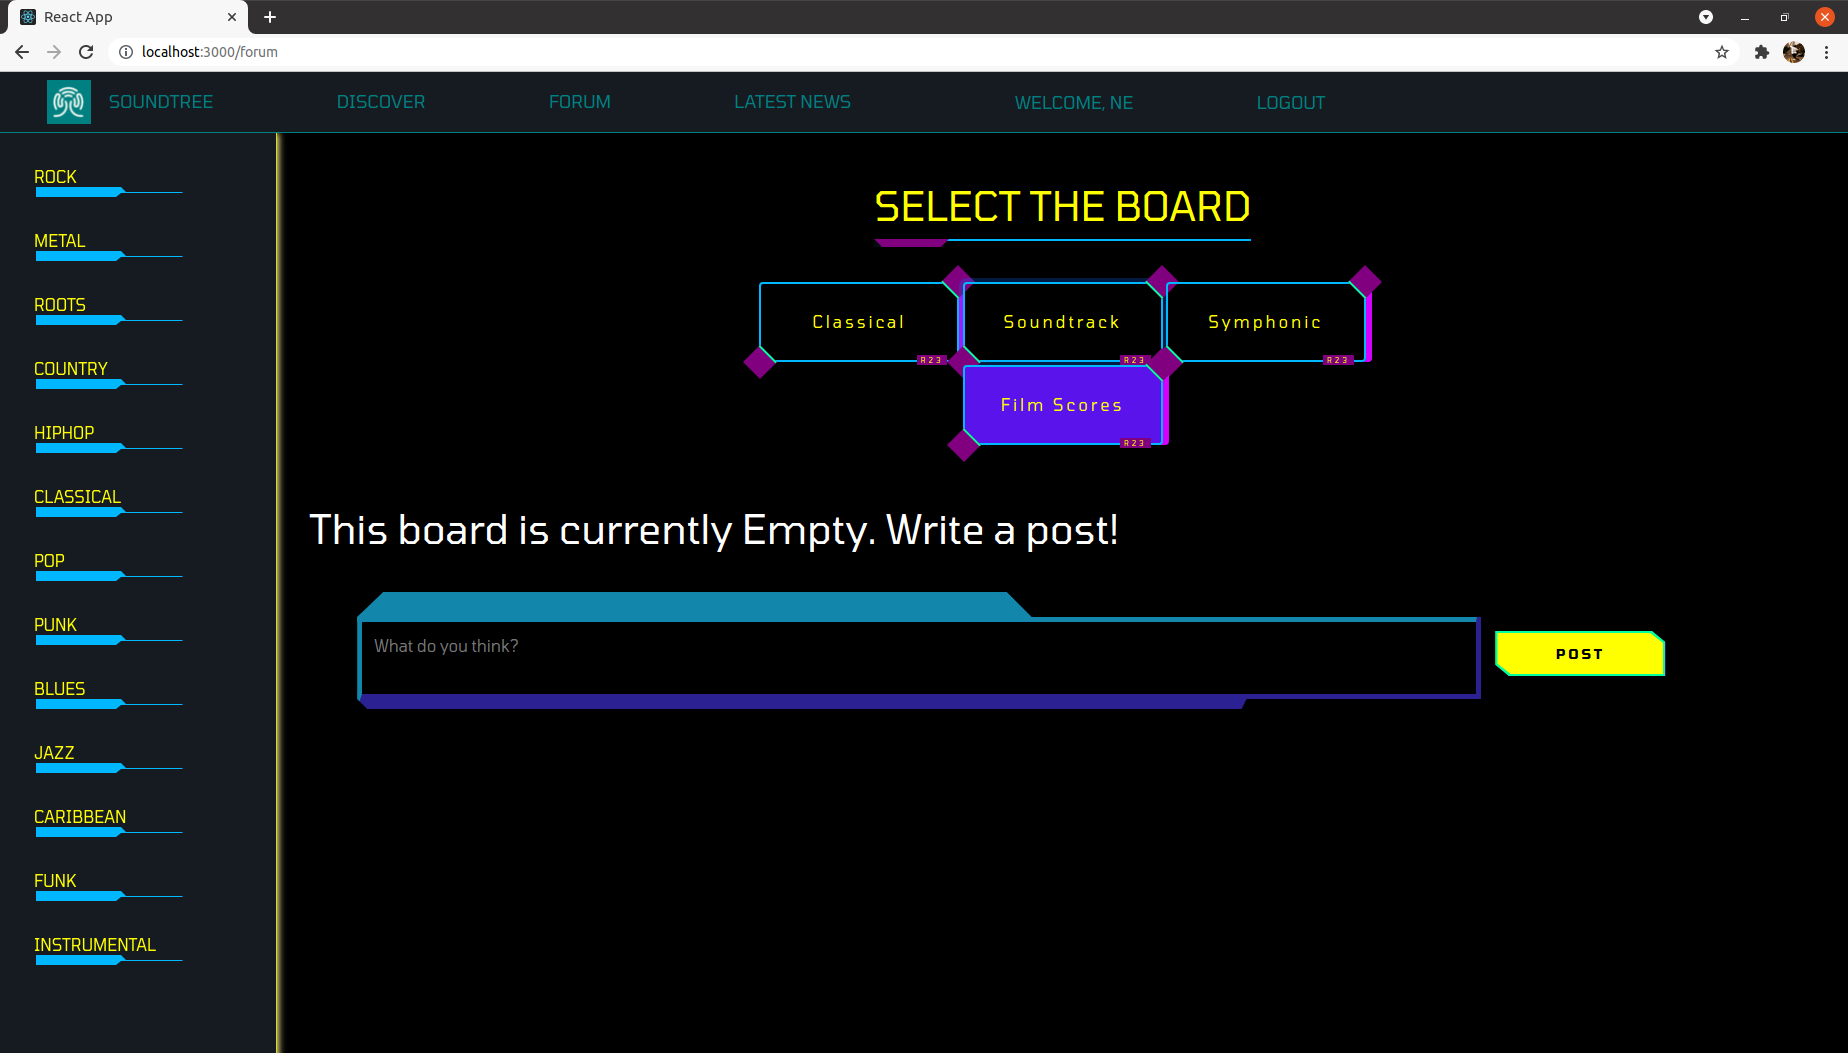 React App
localhost:3000/forum
SOUNDTREE DISCOVER FORUM LATEST NEWS WELCOME, NE LOGOUT
ROCK
METAL
ROOTS
COUNTRY
HIPHOP
CLASSICAL
POP
PUNK
BLUES
JAZZ
CARIBBEAN
FUNK
INSTRUMENTAL
SELECT THE BOARD
Classical Soundtrack Symphonic
R23 R23 R23
Film Scores
R23
This board is currently Empty. Write a post!
What do you think?
POST